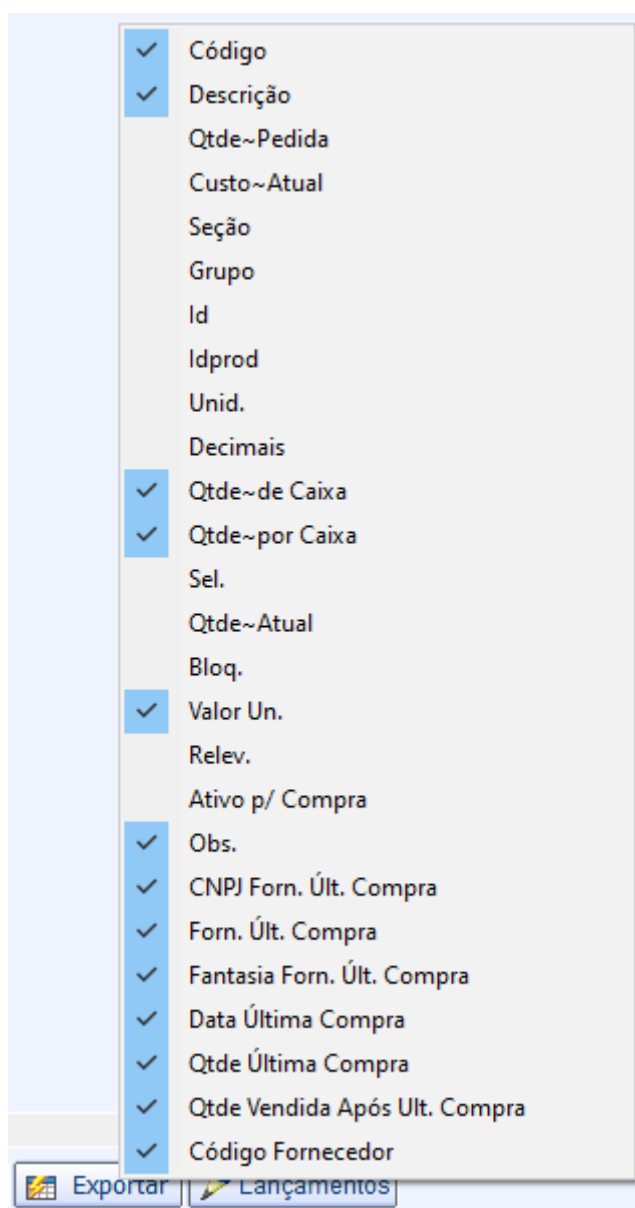 Código
Descrição
Qtde~Pedida
Custo~Atual
Seção
Grupo
Id
Idprod
Unid.
Decimais
Qtde~de Caixa
Qtde~por Caixa
Sel.
Qtde~Atual
Bloq.
Valor Un.
Relev.
Ativo p/ Compra
Obs.
CNPJ Forn. Últ. Compra
Forn. Últ. Compra
Fantasia Forn. Últ. Compra
Data Última Compra
Qtde Última Compra
Qtde Vendida Após Ult. Compra
Código Fornecedor
Exportar Lançamentos